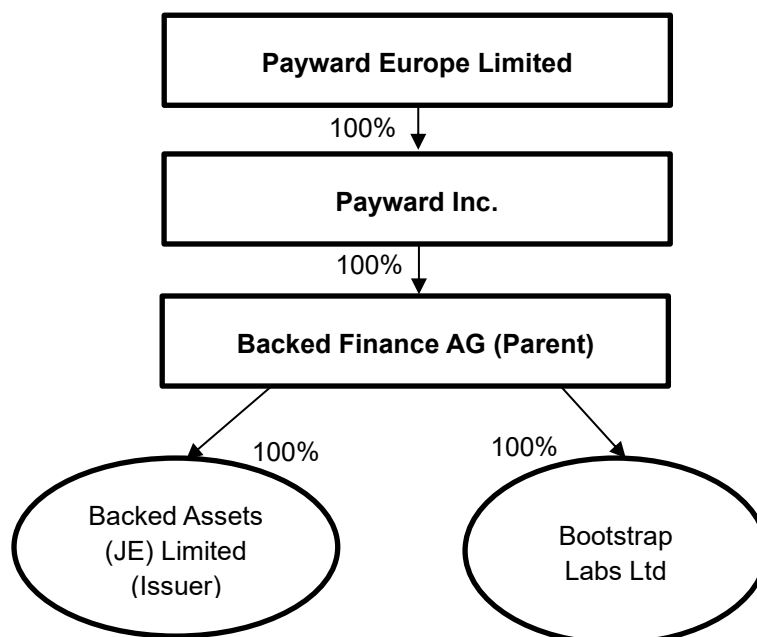 Payward Europe Limited
100%
Payward Inc.
100%
Backed Finance AG (Parent)
100%
100%
Backed Assets
(JE) Limited
(Issuer)
Bootstrap
Labs Ltd